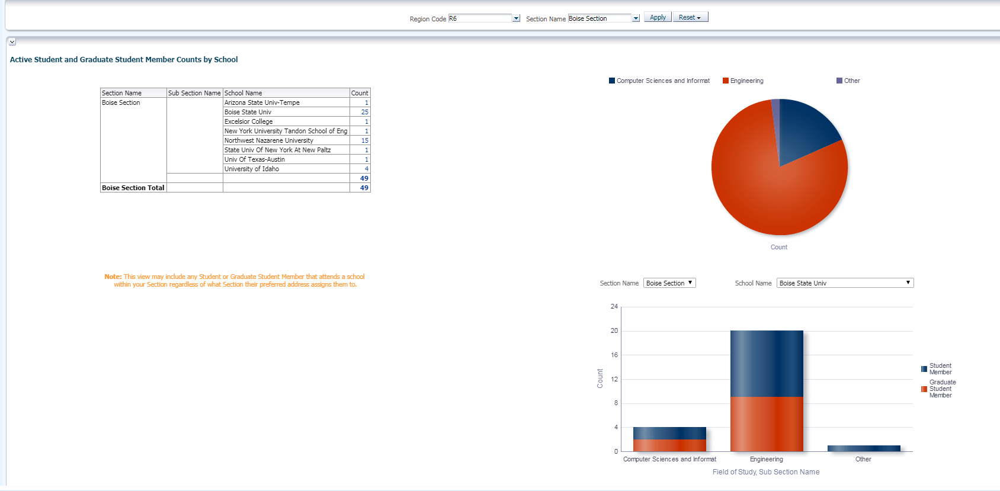 Region Code R6 Section Name Boise Section Apply Reset
Active Student and Graduate Student Member Counts by School
Section Name Sub Section Name School Name Count
Boise Section Arizona State Univ-Tempe 1
Boise State Univ 25
Excelsior College 1
New York University Tandon School of Eng 1
Northwest Nazarene University 15
State Univ Of New York At New Paltz 1
Univ Of Texas-Austin 1
University of Idaho 4
49
Boise Section Total 49
Note: This view may include any Student or Graduate Student Member that attends a school
within your Section regardless of what Section their preferred address assigns them to.
Computer Sciences and Informat Engineering Other
Count
Section Name Boise Section School Name Boise State Univ
24
20
16
12
8
4
0
Count
Computer Sciences and Informat Engineering Other
Field of Study, Sub Section Name
Student
Member
Graduate
Student
Member